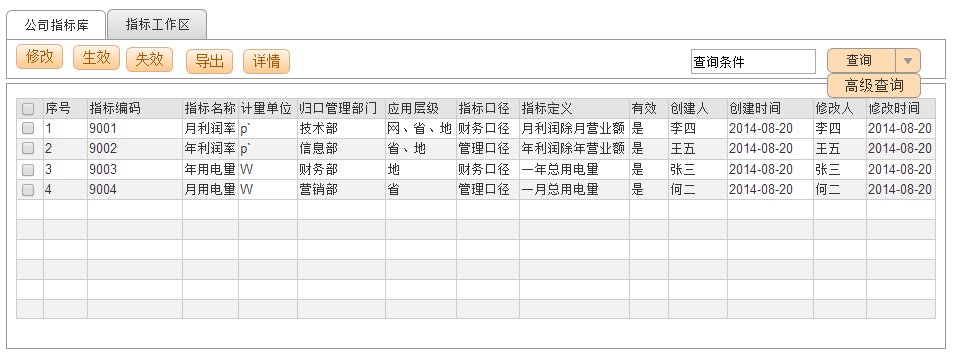 公司指标库 指标工作区
修改 生效 失效 导出 详情 查询条件 查询
高级查询
序号 指标编码 指标名称 计量单位 归口管理部门 应用层级 指标口径 指标定义 有效 创建人 创建时间 修改人 修改时间
1 9001 月利润率 p` 技术部 网、省、地 财务口径 月利润除月营业额 是 李四 2014-08-20 李四 2014-08-20
2 9002 年利润率 p` 信息部 省、地 管理口径 年利润除年营业额 是 王五 2014-08-20 王五 2014-08-20
3 9003 年用电量 W 财务部 地 财务口径 一年总用电量 是 张三 2014-08-20 张三 2014-08-20
4 9004 月用电量 W 营销部 省 管理口径 一月总用电量 是 何二 2014-08-20 何二 2014-08-20